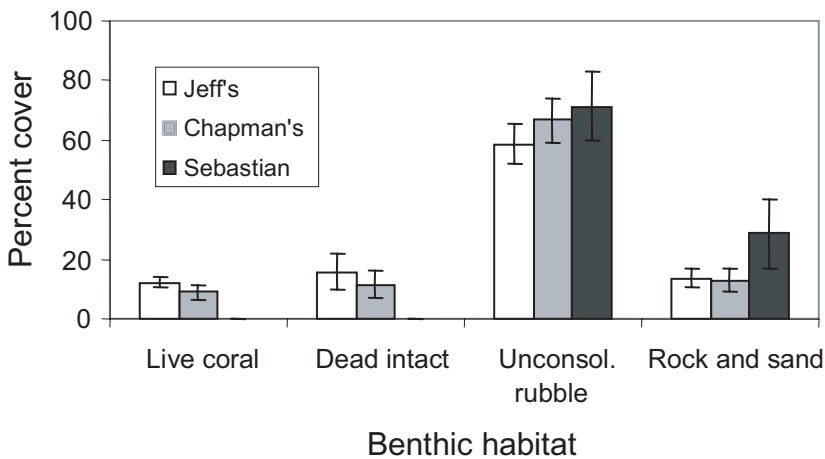 100
80
60
40
20
0
Percent cover
Jeff's
Chapman's
Sebastian
Live coral
Dead intact
Unconsol.
rubble
Rock and sand
Benthic habitat